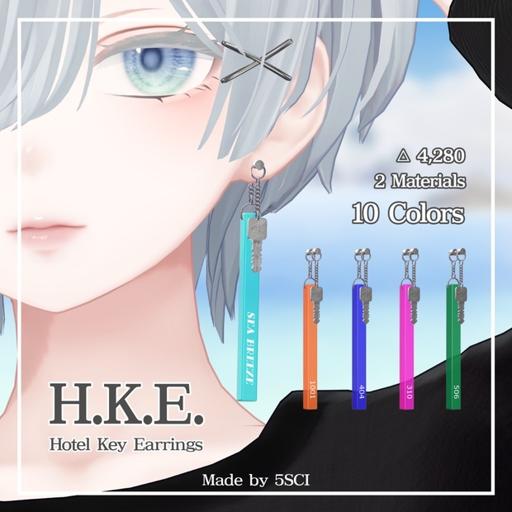 △ 4,280
2 Materials
10 Colors
SEA BREEZE
1001
404
310
506
H.K.E.
Hotel Key Earrings
Made by 5SCI